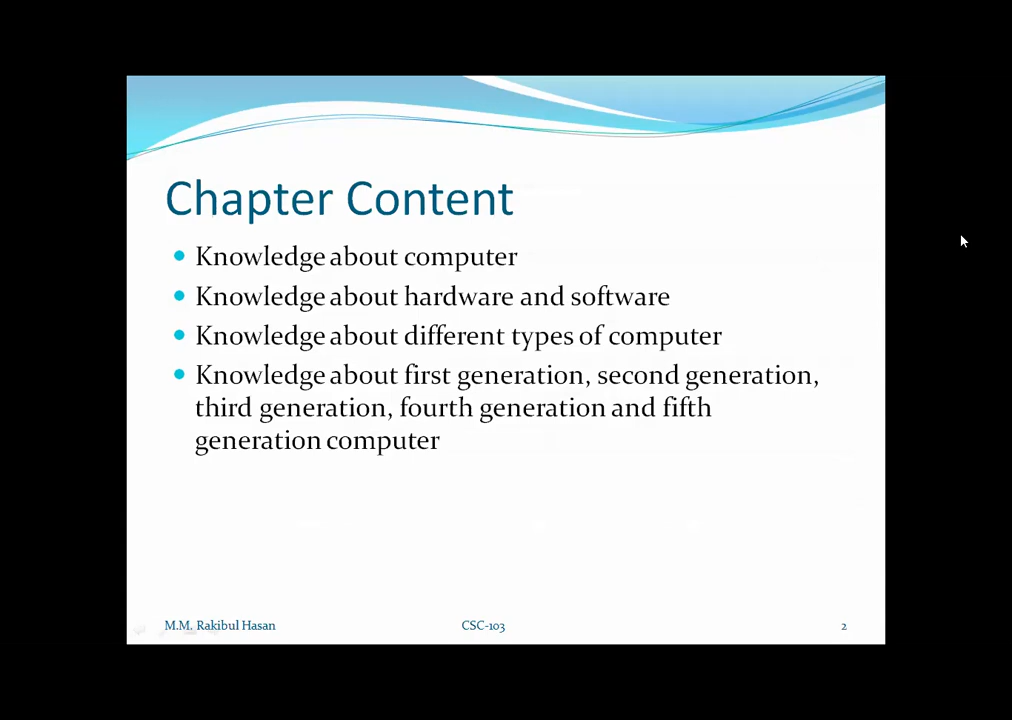 Chapter Content
Knowledge about computer
Knowledge about hardware and software
Knowledge about different types of computer
Knowledge about first generation, second generation,
third generation, fourth generation and fifth
generation computer
M.M. Rakibul Hasan CSC-103 2